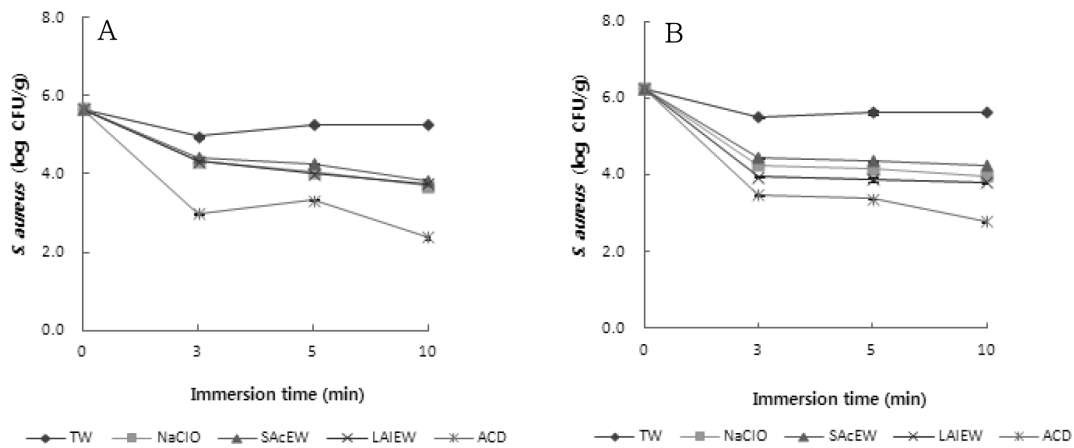 A
8.0
6.0
4.0
2.0
0.0
S. aureus (log CFU/g)
0 3 5 10
Immersion time (min)
TW NaClO SAcEW LAIEW ACD
B
8.0
6.0
4.0
2.0
0.0
S. aureus (log CFU/g)
0 3 5 10
Immersion time (min)
TW NaClO SAcEW LAIEW ACD